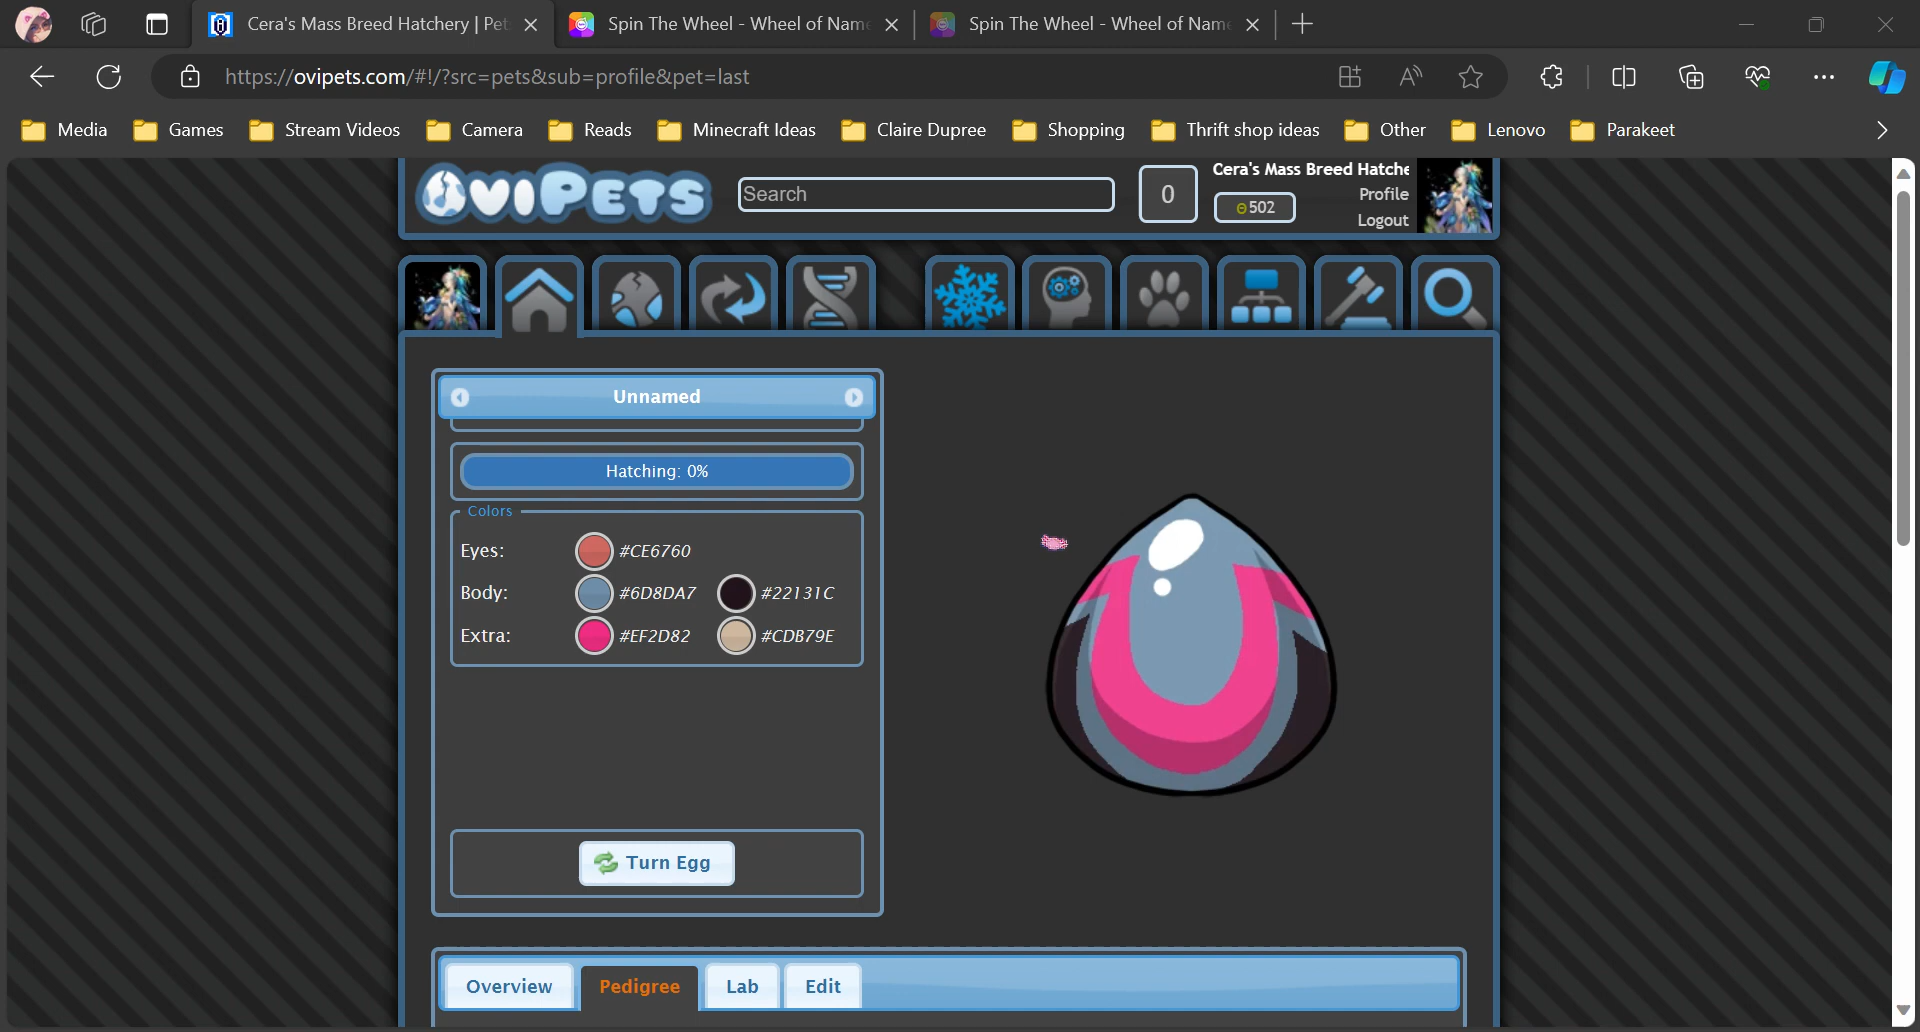 Cera's Mass Breed Hatchery | Pet
Spin The Wheel - Wheel of Name
Spin The Wheel - Wheel of Name
https://ovipets.com/#!/?src=pets&sub=profile&pet=last
Media
Games
Stream Videos
Camera
Reads
Minecraft Ideas
Claire Dupree
Shopping
Thrift shop ideas
Other
Lenovo
Parakeet
OviPets
Search
0
Cera's Mass Breed Hatche
502
Profile
Logout
Unnamed
Hatching: 0%
Colors
Eyes: #CE6760
Body: #6D8DA7 #22131C
Extra: #EF2D82 #CDB79E
Turn Egg
Overview
Pedigree
Lab
Edit